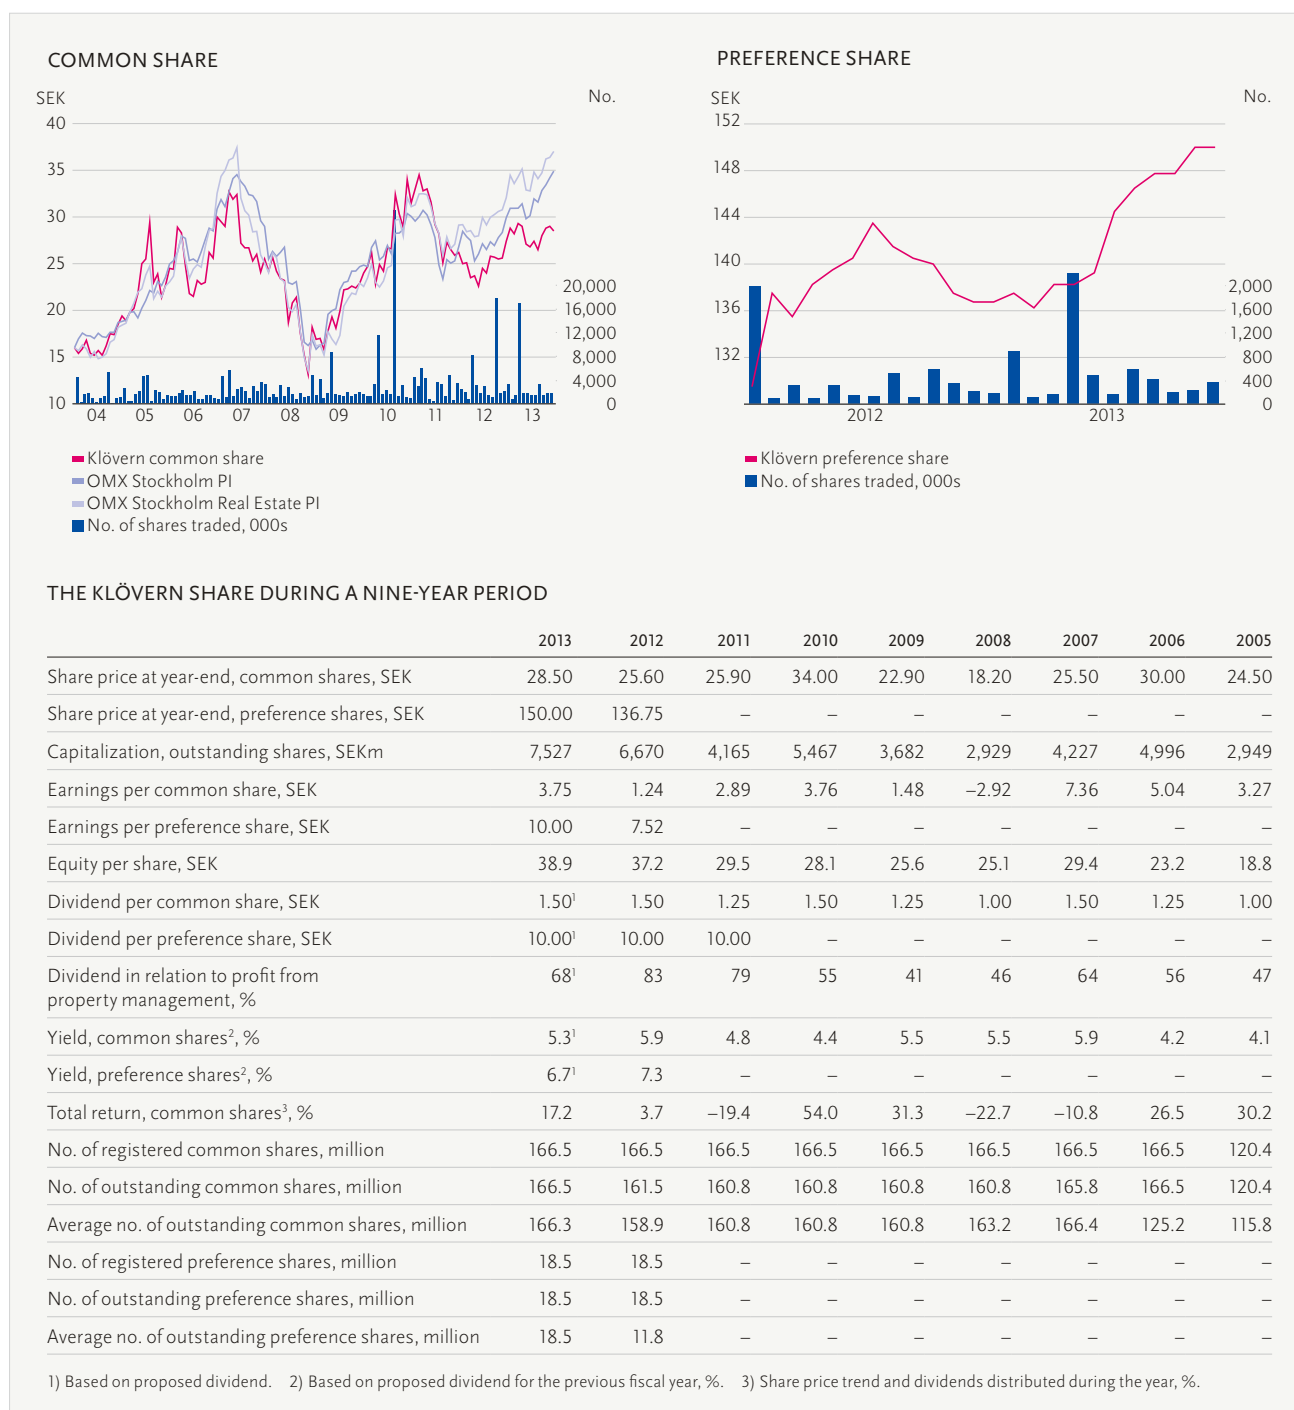 COMMON SHARE
SEK
No.
40
35
30
25
20
15
10
20,000
16,000
12,000
8,000
4,000
0
04 05 06 07 08 09 10 11 12 13
Klövern common share
OMX Stockholm PI
OMX Stockholm Real Estate PI
No. of shares traded, 000s
PREFERENCE SHARE
SEK
No.
152
148
144
140
136
132
2,000
1,600
1,200
800
400
0
2012 2013
Klövern preference share
No. of shares traded, 000s
THE KLÖVERN SHARE DURING A NINE-YEAR PERIOD
2013 2012 2011 2010 2009 2008 2007 2006 2005
Share price at year-end, common shares, SEK 28.50 25.60 25.90 34.00 22.90 18.20 25.50 30.00 24.50
Share price at year-end, preference shares, SEK 150.00 136.75 – – – – – – –
Capitalization, outstanding shares, SEKm 7,527 6,670 4,165 5,467 3,682 2,929 4,227 4,996 2,949
Earnings per common share, SEK 3.75 1.24 2.89 3.76 1.48 –2.92 7.36 5.04 3.27
Earnings per preference share, SEK 10.00 7.52 – – – – – – –
Equity per share, SEK 38.9 37.2 29.5 28.1 25.6 25.1 29.4 23.2 18.8
Dividend per common share, SEK 1.50¹ 1.50 1.25 1.50 1.25 1.00 1.50 1.25 1.00
Dividend per preference share, SEK 10.00¹ 10.00 10.00 – – – – – –
Dividend in relation to profit from 68¹ 83 79 55 41 46 64 56 47
property management, %
Yield, common shares², % 5.3¹ 5.9 4.8 4.4 5.5 5.5 5.9 4.2 4.1
Yield, preference shares², % 6.7¹ 7.3 – – – – – – –
Total return, common shares³, % 17.2 3.7 –19.4 54.0 31.3 –22.7 –10.8 26.5 30.2
No. of registered common shares, million 166.5 166.5 166.5 166.5 166.5 166.5 166.5 166.5 120.4
No. of outstanding common shares, million 166.5 161.5 160.8 160.8 160.8 160.8 165.8 166.5 120.4
Average no. of outstanding common shares, million 166.3 158.9 160.8 160.8 160.8 163.2 166.4 125.2 115.8
No. of registered preference shares, million 18.5 18.5 – – – – – – –
No. of outstanding preference shares, million 18.5 18.5 – – – – – – –
Average no. of outstanding preference shares, million 18.5 11.8 – – – – – – –
1) Based on proposed dividend. 2) Based on proposed dividend for the previous fiscal year, %. 3) Share price trend and dividends distributed during the year, %.